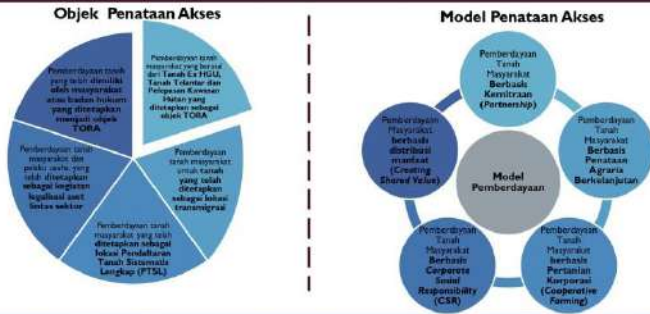 Objek Penataan Akses
Pemberdayaan tanah
masyarakat yang berasal
dari Tanah Ex HGU,
Tanah Telantar dan
Pelepasan Kawasan
Hutan yang
ditetapkan sebagai
objek TORA
Pemberdayaan
tanah masyarakat
untuk tanah
yang telah
ditetapkan
sebagai lokasi
transmigrasi
Pemberdayaan tanah
masyarakat yang telah
ditetapkan sebagai
lokasi Pendaftaran
Tanah Sistematis
Lengkap (PTSL)
Pemberdayaan tanah
masyarakat dan
pelaku usaha, yang
telah ditetapkan
sebagai kegiatan
legalisasi aset
lintas sektor
Pemberdayaan tanah
yang telah dimiliki
oleh masyarakat
atau badan hukum
yang ditetapkan
menjadi objek
TORA
Model Penataan Akses
Pemberdayaan
Tanah
Masyarakat
Berbasis
Kemitraan
(Partnership)
Pemberdayaan
Tanah
Masyarakat
Berbasis
Penataan
Agraria
Berkelanjutan
Pemberdayaan
Tanah
Masyarakat
berbasis
Pertanian
Korporasi
(Cooperative
Farming)
Pemberdayaan
Tanah
Masyarakat
Berbasis
Corporate
Social
Responsibility
(CSR)
Pemberdayaan
Masyarakat
berbasis
distribusi
manfaat
(Creating
Shared Value)
Model
Pemberdayaan